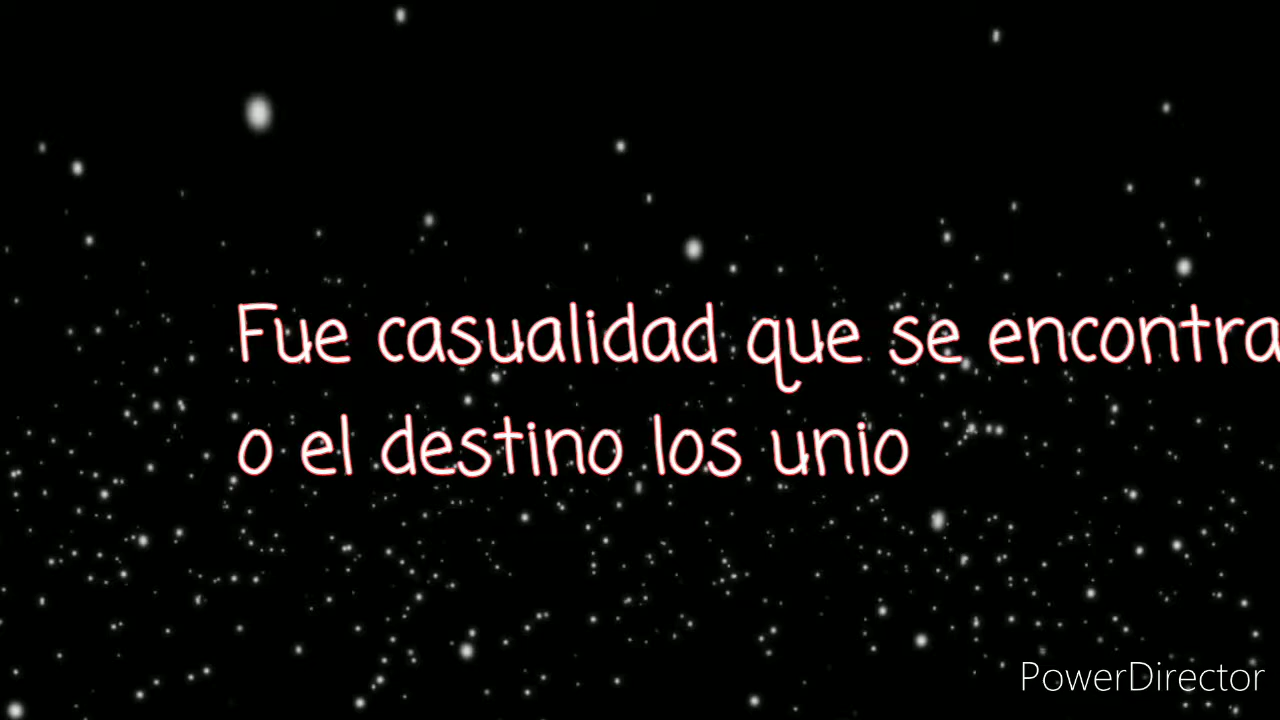 Fue casualidad que se encontra
o el destino los unio
PowerDirector